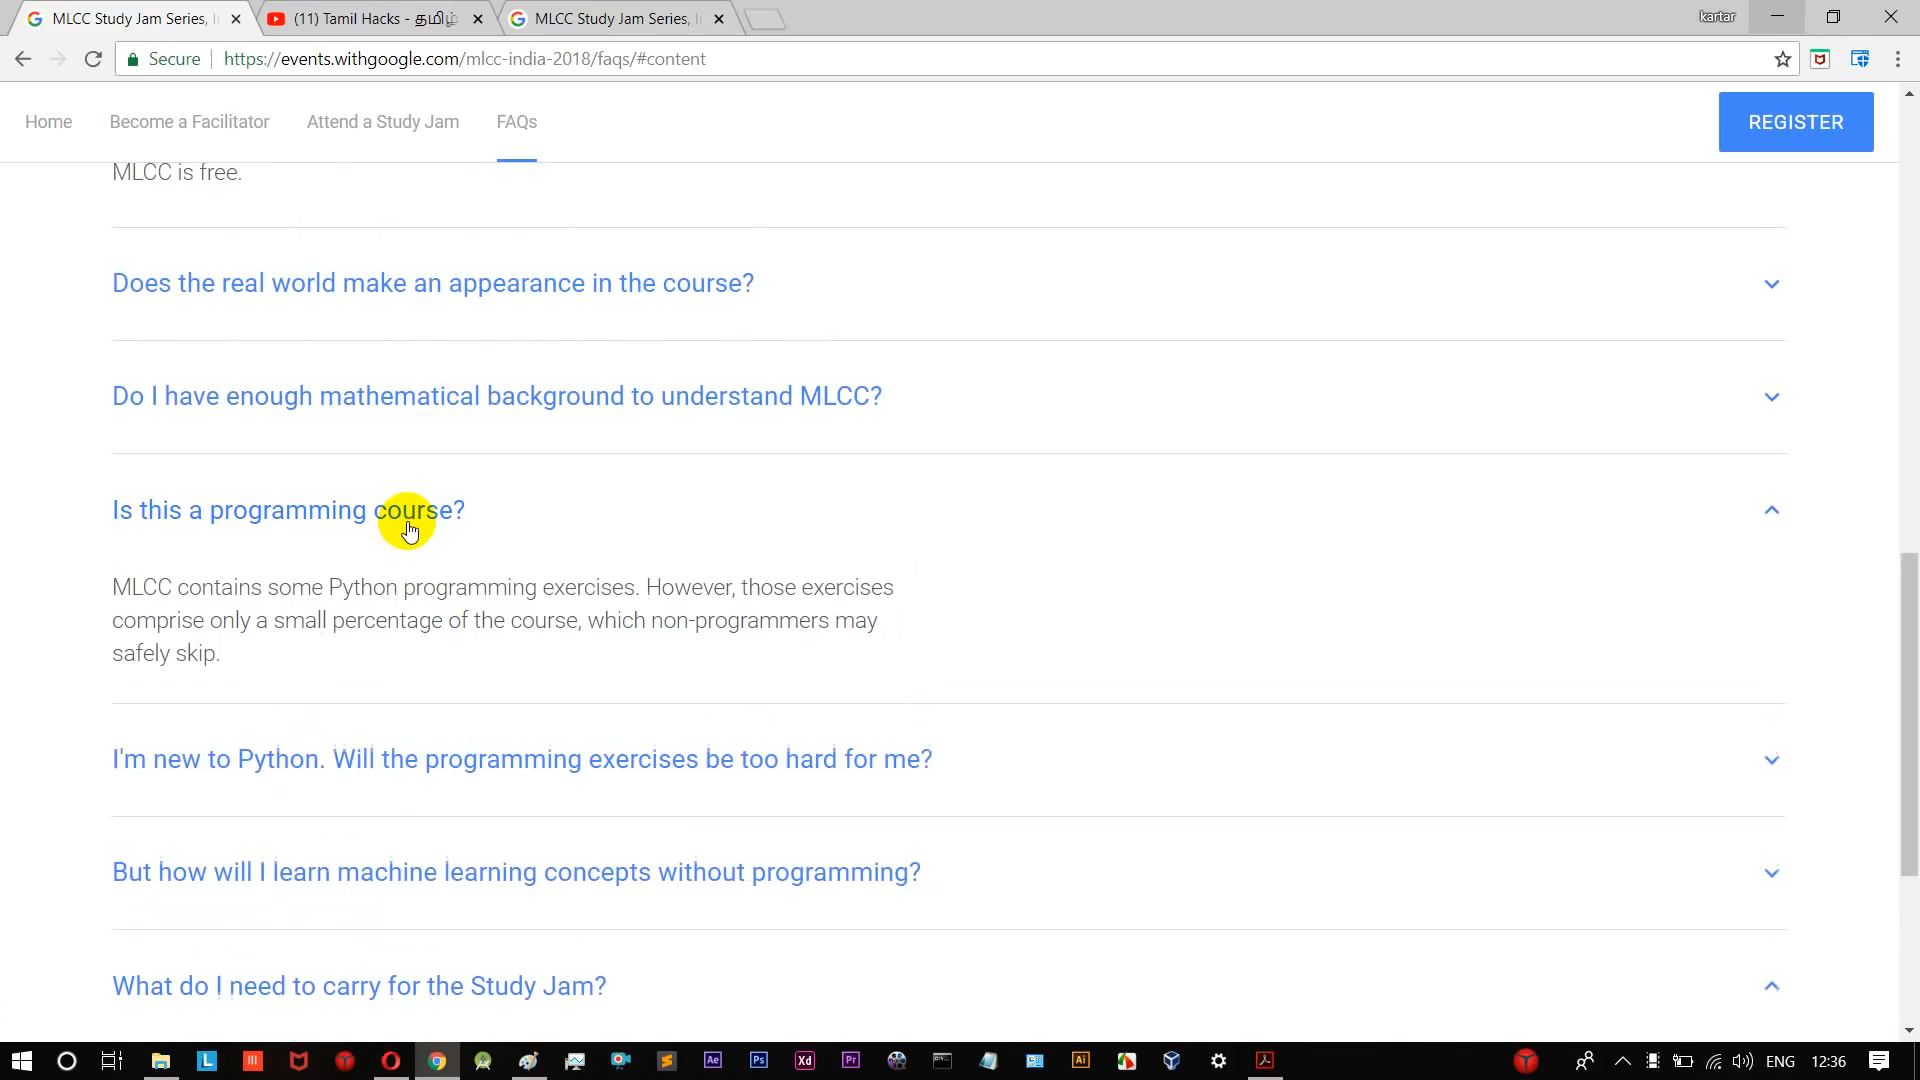 MLCC Study Jam Series, I
(11) Tamil Hacks - தமிழ்
MLCC Study Jam Series, I
kartar
Secure
https://events.withgoogle.com/mlcc-india-2018/faqs/#content
Home
Become a Facilitator
Attend a Study Jam
FAQs
REGISTER
MLCC is free.
Does the real world make an appearance in the course?
Do I have enough mathematical background to understand MLCC?
Is this a programming course?
MLCC contains some Python programming exercises. However, those exercises
comprise only a small percentage of the course, which non-programmers may
safely skip.
I'm new to Python. Will the programming exercises be too hard for me?
But how will I learn machine learning concepts without programming?
What do I need to carry for the Study Jam?
L
Ae
Ps
Xd
Pr
Ai
ENG
12:36